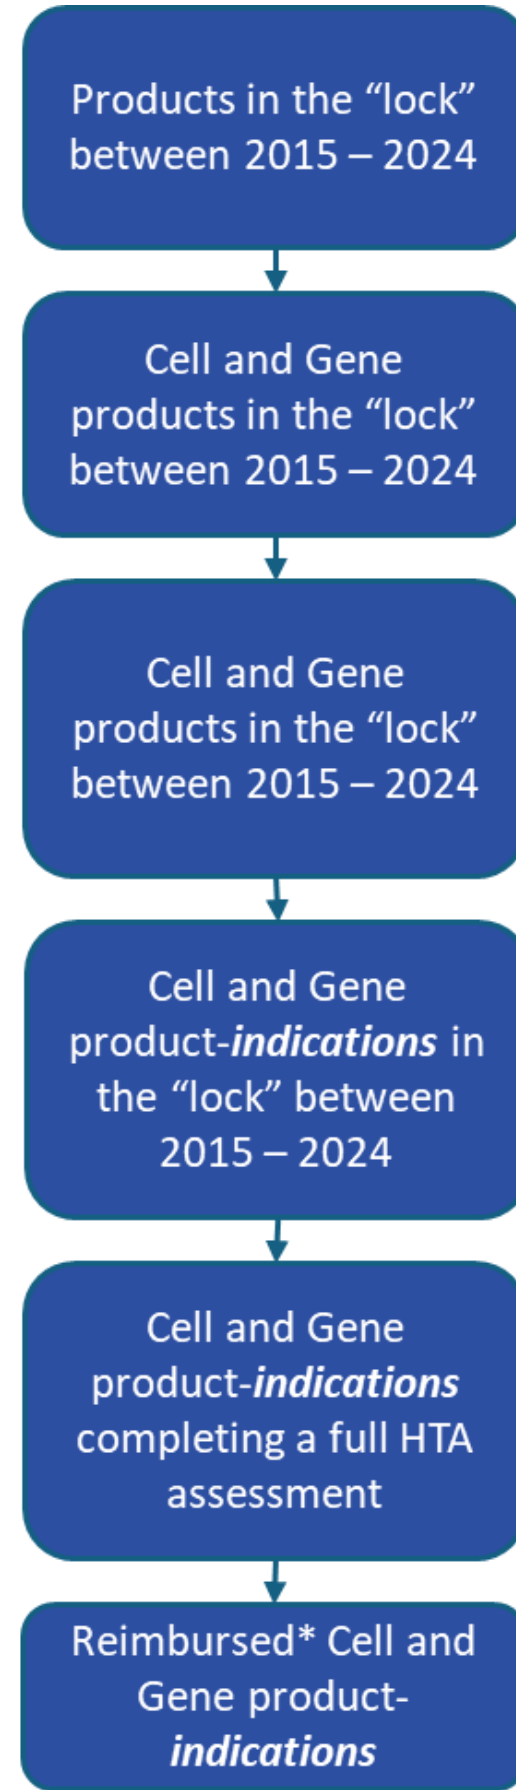 Products in the “lock”
between 2015 – 2024
Cell and Gene
products in the “lock”
between 2015 – 2024
Cell and Gene
products in the “lock”
between 2015 – 2024
Cell and Gene
product-indications in
the “lock” between
2015 – 2024
Cell and Gene
product-indications
completing a full HTA
assessment
Reimbursed* Cell and
Gene product-
indications